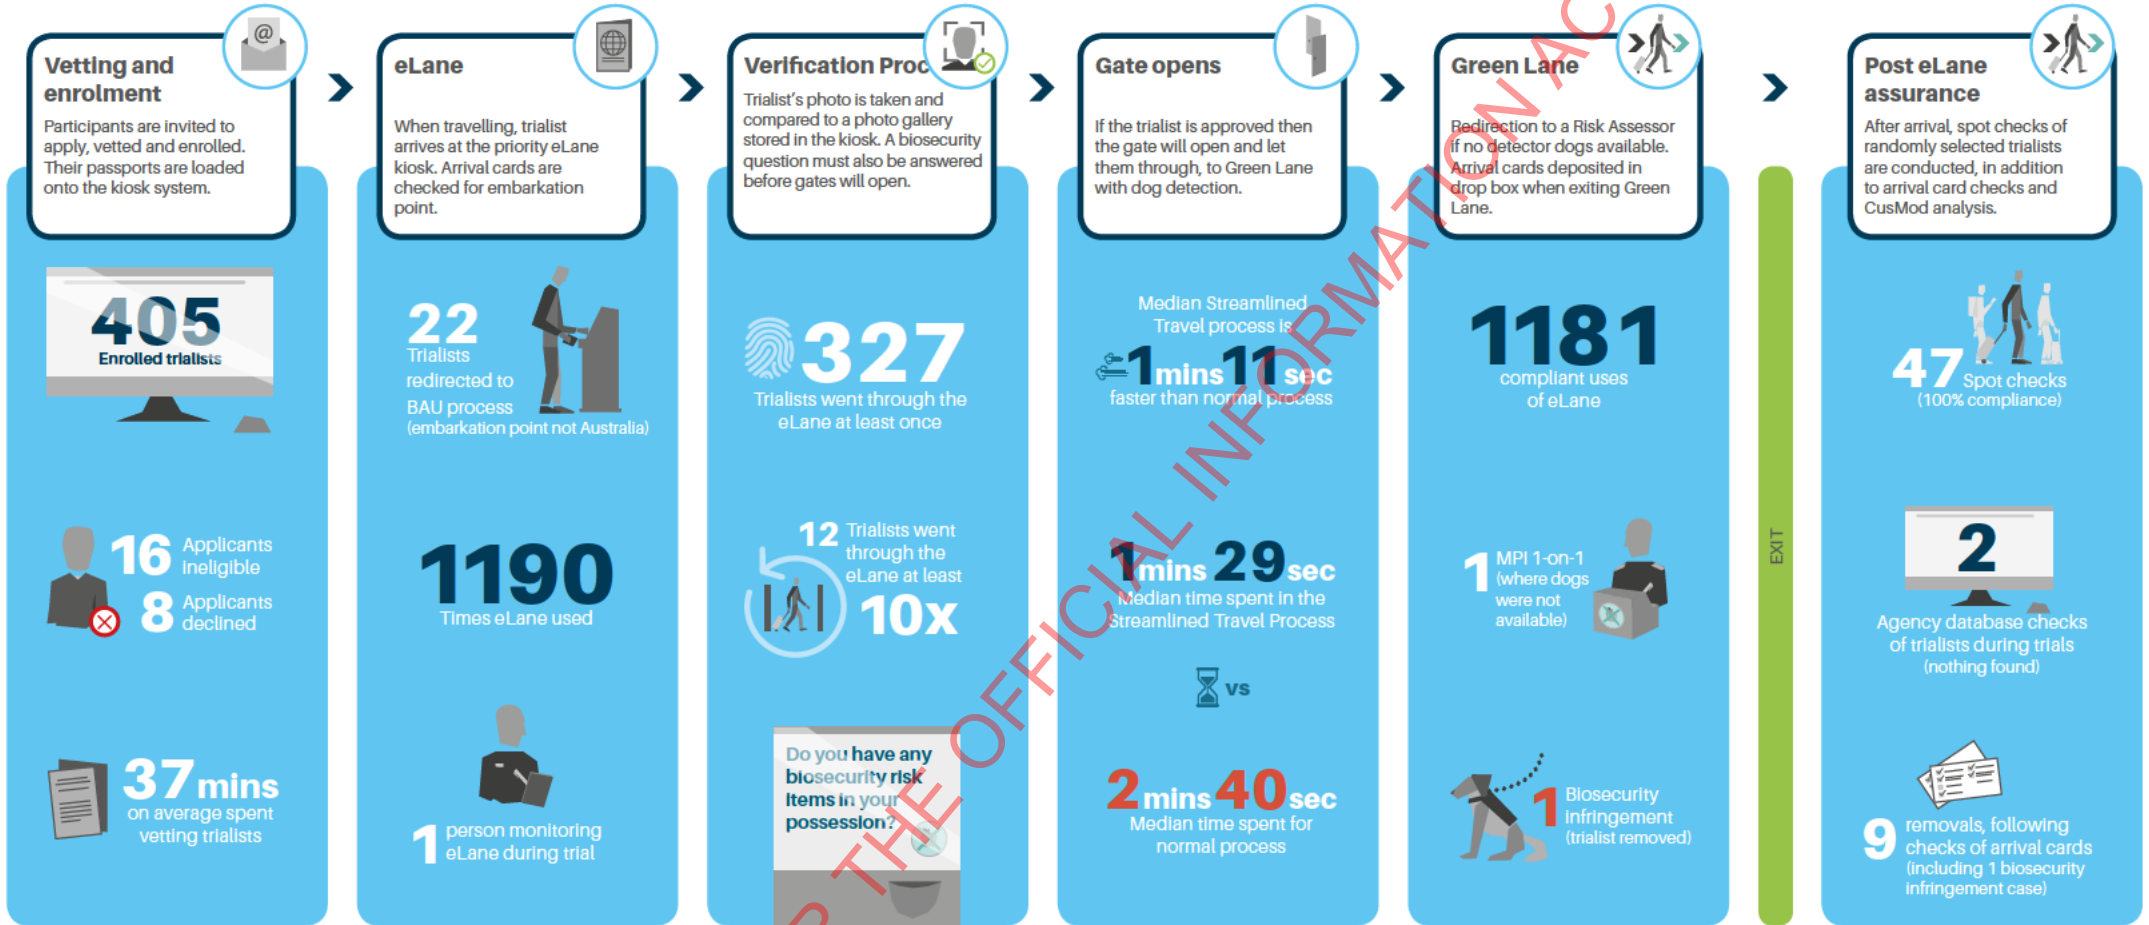 Vetting and
enrolment
Participants are invited to
apply, vetted and enrolled.
Their passports are loaded
onto the kiosk system.
@
405
Enrolled trialists
16 Applicants
ineligible
8 Applicants
declined
37 mins
on average spent
vetting trialists
eLane
When travelling, trialist
arrives at the priority eLane
kiosk. Arrival cards are
checked for embarkation
point.
22
Trialists
redirected to
BAU process
(embarkation point not Australia)
1190
Times eLane used
1 person monitoring
eLane during trial
Verification Proc
Trialist's photo is taken and
compared to a photo gallery
stored in the kiosk. A biosecurity
question must also be answered
before gates will open.
327
Trialists went through the
eLane at least once
12 Trialists went
through the
eLane at least
10x
Do you have any
biosecurity risk
items in your
possession?
Gate opens
If the trialist is approved then
the gate will open and let
them through, to Green Lane
with dog detection.
Median Streamlined
Travel process is
1 mins 11 sec
faster than normal process
1 mins 29 sec
Median time spent in the
Streamlined Travel Process
vs
2 mins 40 sec
Median time spent for
normal process
Green Lane
Redirection to a Risk Assessor
if no detector dogs available.
Arrival cards deposited in
drop box when exiting Green
Lane.
1181
compliant uses
of eLane
1 MPI 1-on-1
(where dogs
were not
available)
1 Biosecurity
infringement
(trialist removed)
EXIT
Post eLane
assurance
After arrival, spot checks of
randomly selected trialists
are conducted, in addition
to arrival card checks and
CusMod analysis.
47 Spot checks
(100% compliance)
2
Agency database checks
of trialists during trials
(nothing found)
9 removals, following
checks of arrival cards
(including 1 biosecurity
infringement case)
THE OFFICIAL INFORMATION AC